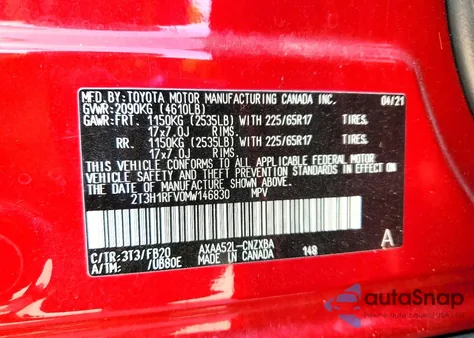 MFD.BY:TOYOTA MOTOR MANUFACTURING CANADA INC. 04/21
GVWR:2090KG (4610LB)
GAWR:FRT. 1150KG (2535LB) WITH 225/65R17 TIRES,
17x7.0J RIMS.
RR. 1150KG (2535LB) WITH 225/65R17 TIRES,
17x7.0J RIMS.
THIS VEHICLE CONFORMS TO ALL APPLICABLE FEDERAL MOTOR
VEHICLE SAFETY AND BUMPER STANDARDS IN EFFECT ON
THE DATE OF MANUFACTURE SHOWN ABOVE.
2T3H1RFV0MW146830 MPV
C/TR:3T3/FB20 AXAA52L-CNZXBA
A/TM: /UB80E MADE IN CANADA 148 A
autoSnap